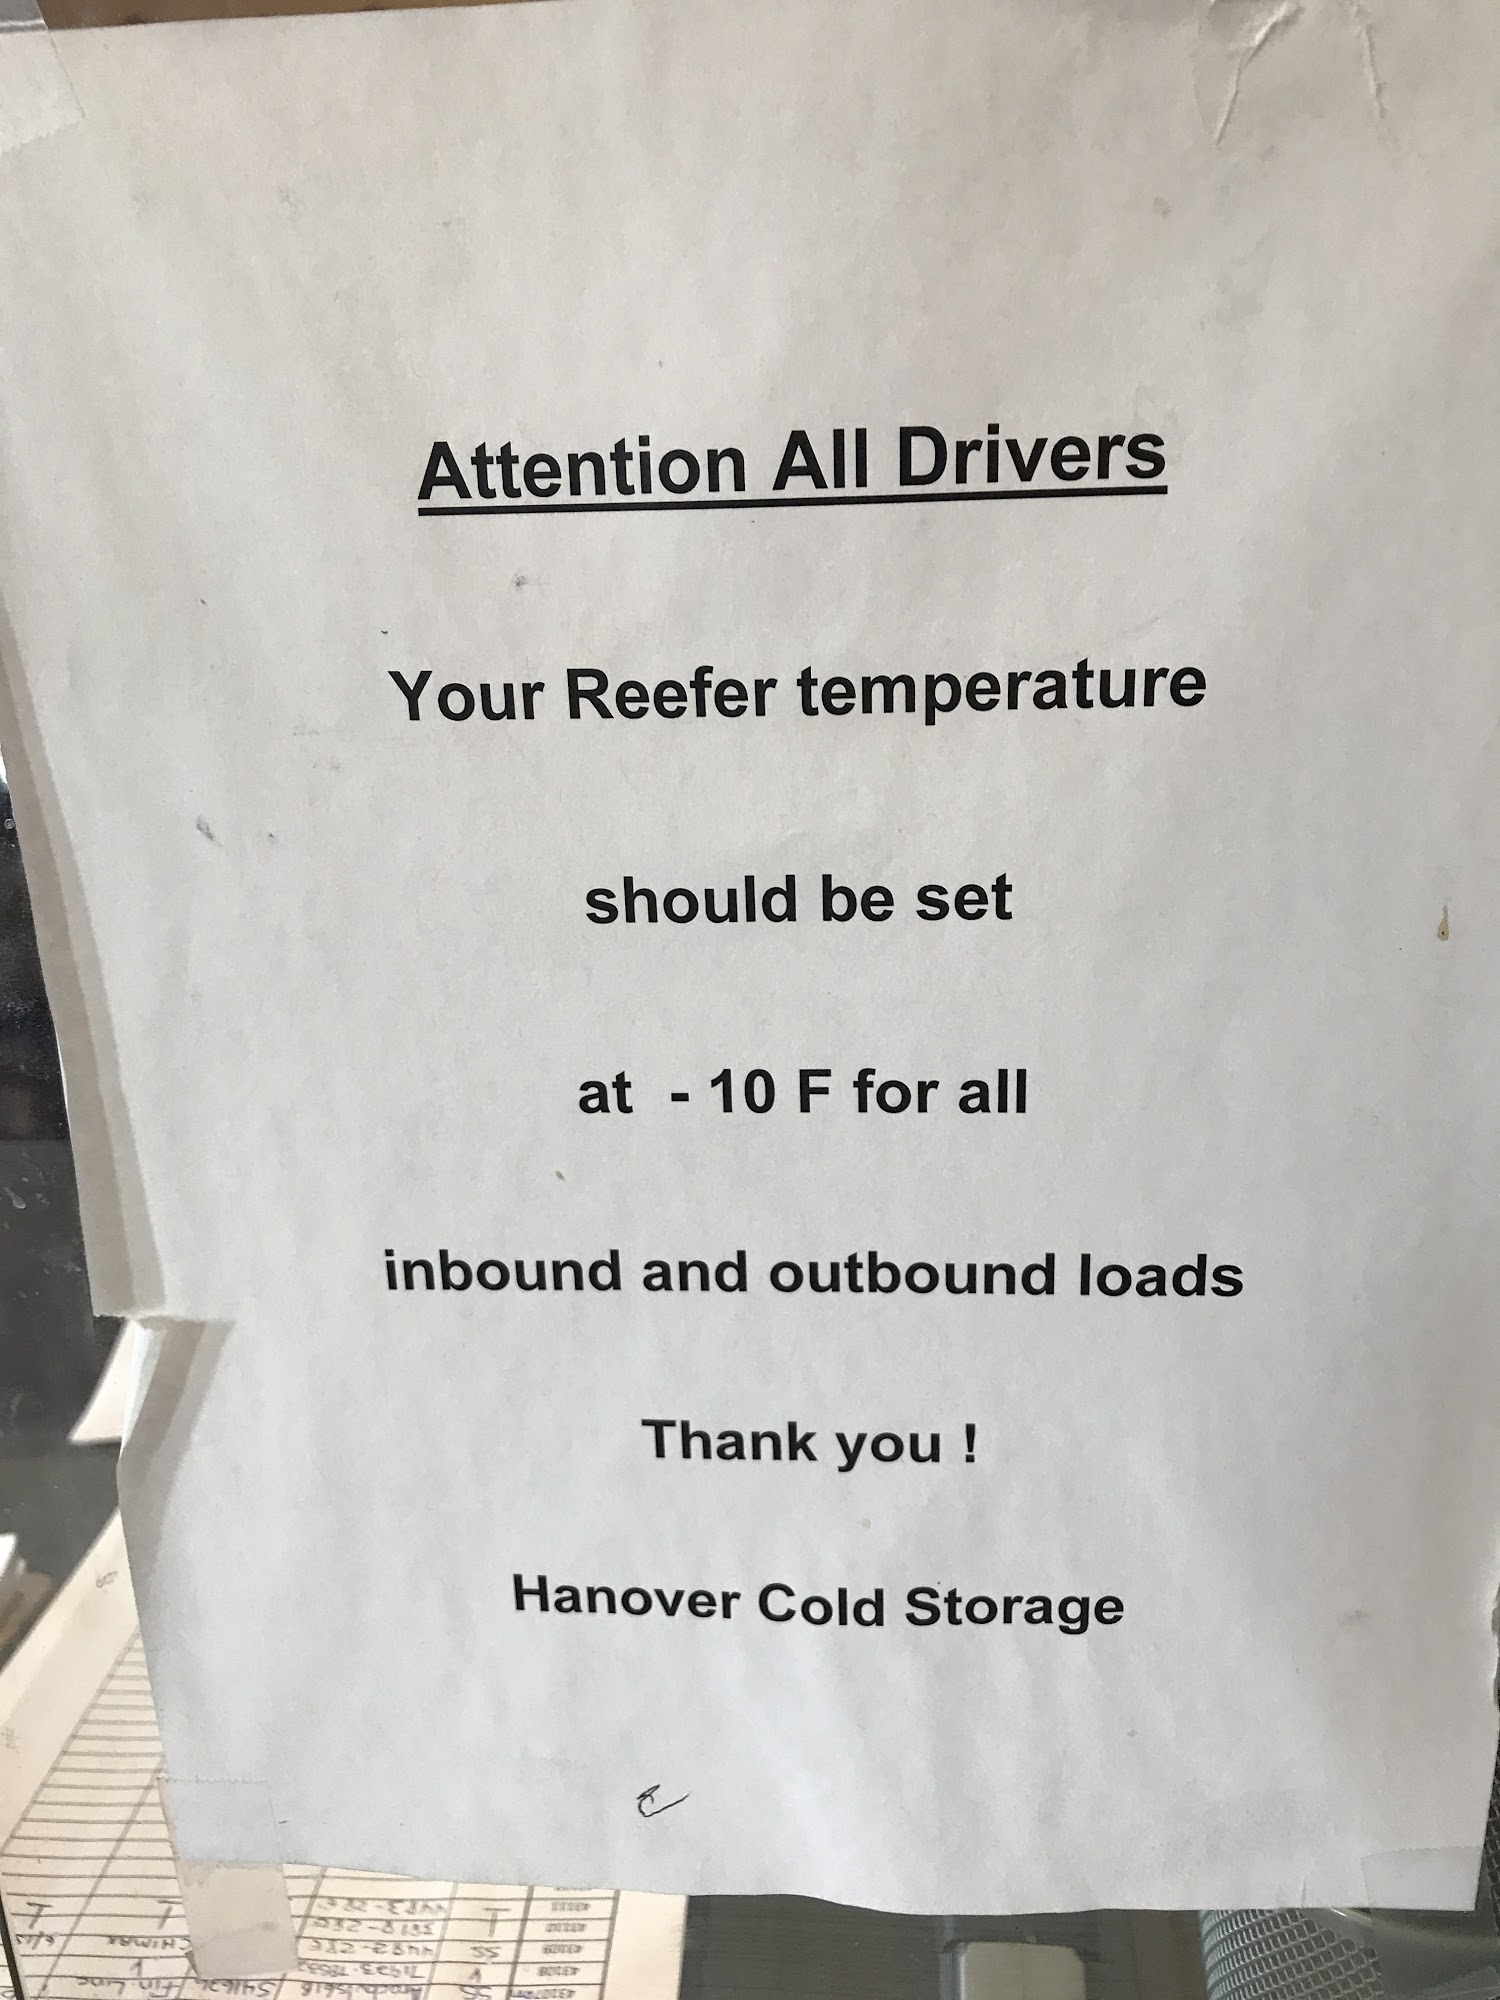 Attention All Drivers
Your Reefer temperature
should be set
at - 10 F for all
inbound and outbound loads
Thank you !
Hanover Cold Storage